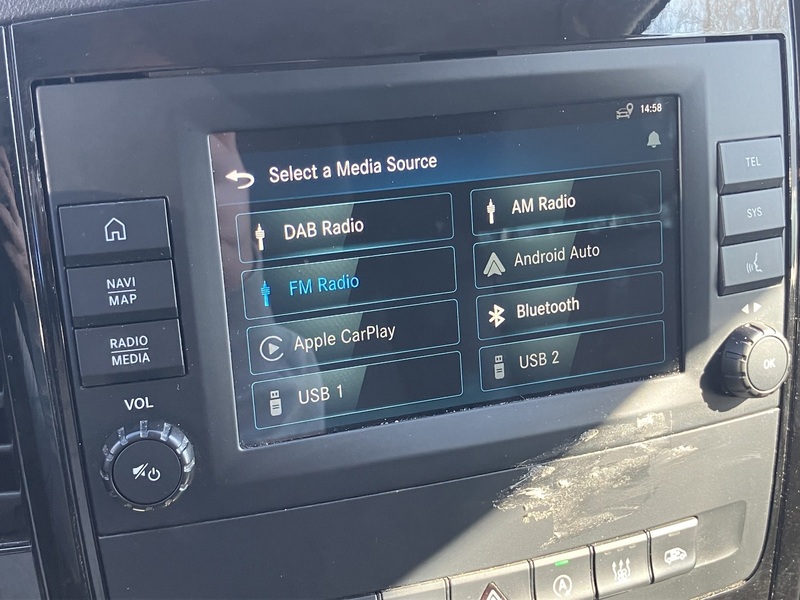 14:58
Select a Media Source
DAB Radio
AM Radio
FM Radio
Android Auto
Apple CarPlay
Bluetooth
USB 1
USB 2
NAVI
MAP
RADIO
MEDIA
VOL
TEL
SYS
OK
A